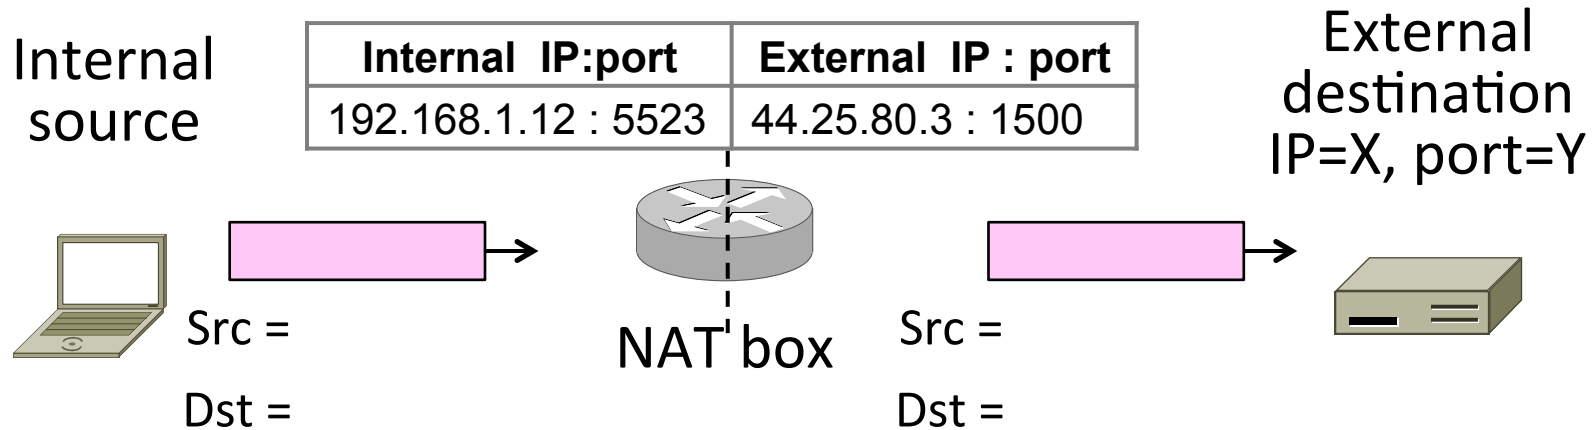 Internal
source
Internal IP:port External IP : port
192.168.1.12 : 5523 44.25.80.3 : 1500
External
destination
IP=X, port=Y
Src =
Dst =
NAT box
Src =
Dst =